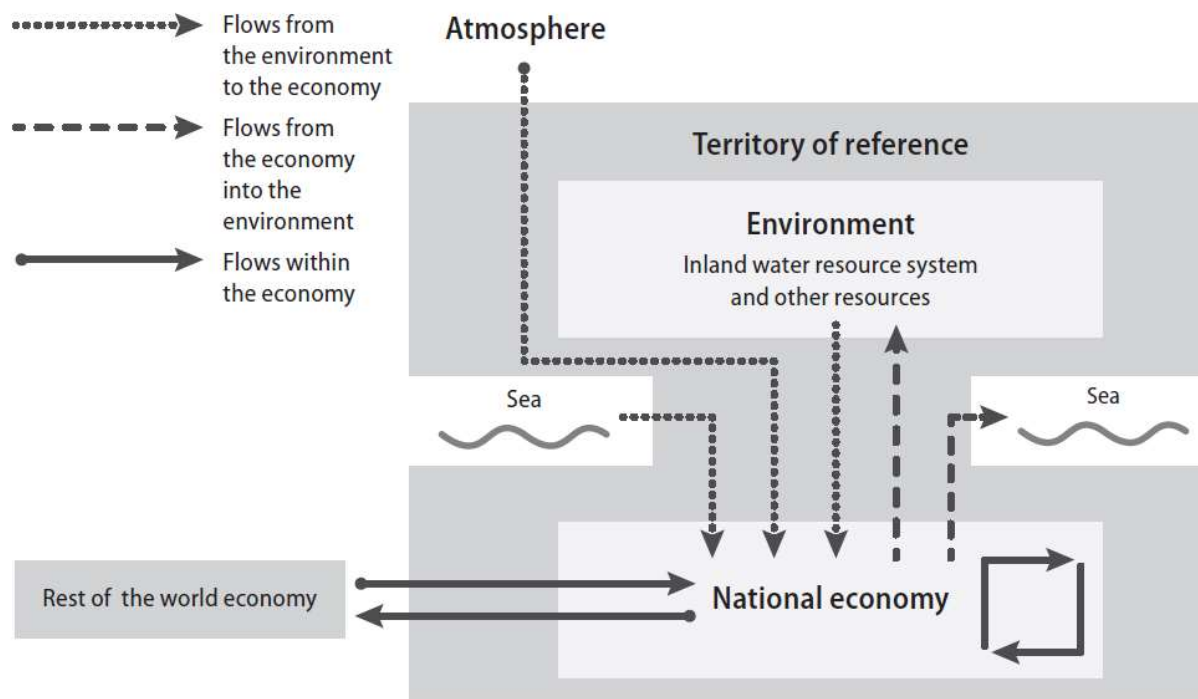 Flows from
the environment
to the economy
Flows from
the economy
into the
environment
Flows within
the economy
Atmosphere
Territory of reference
Environment
Inland water resource system
and other resources
Sea
Sea
Rest of the world economy
National economy